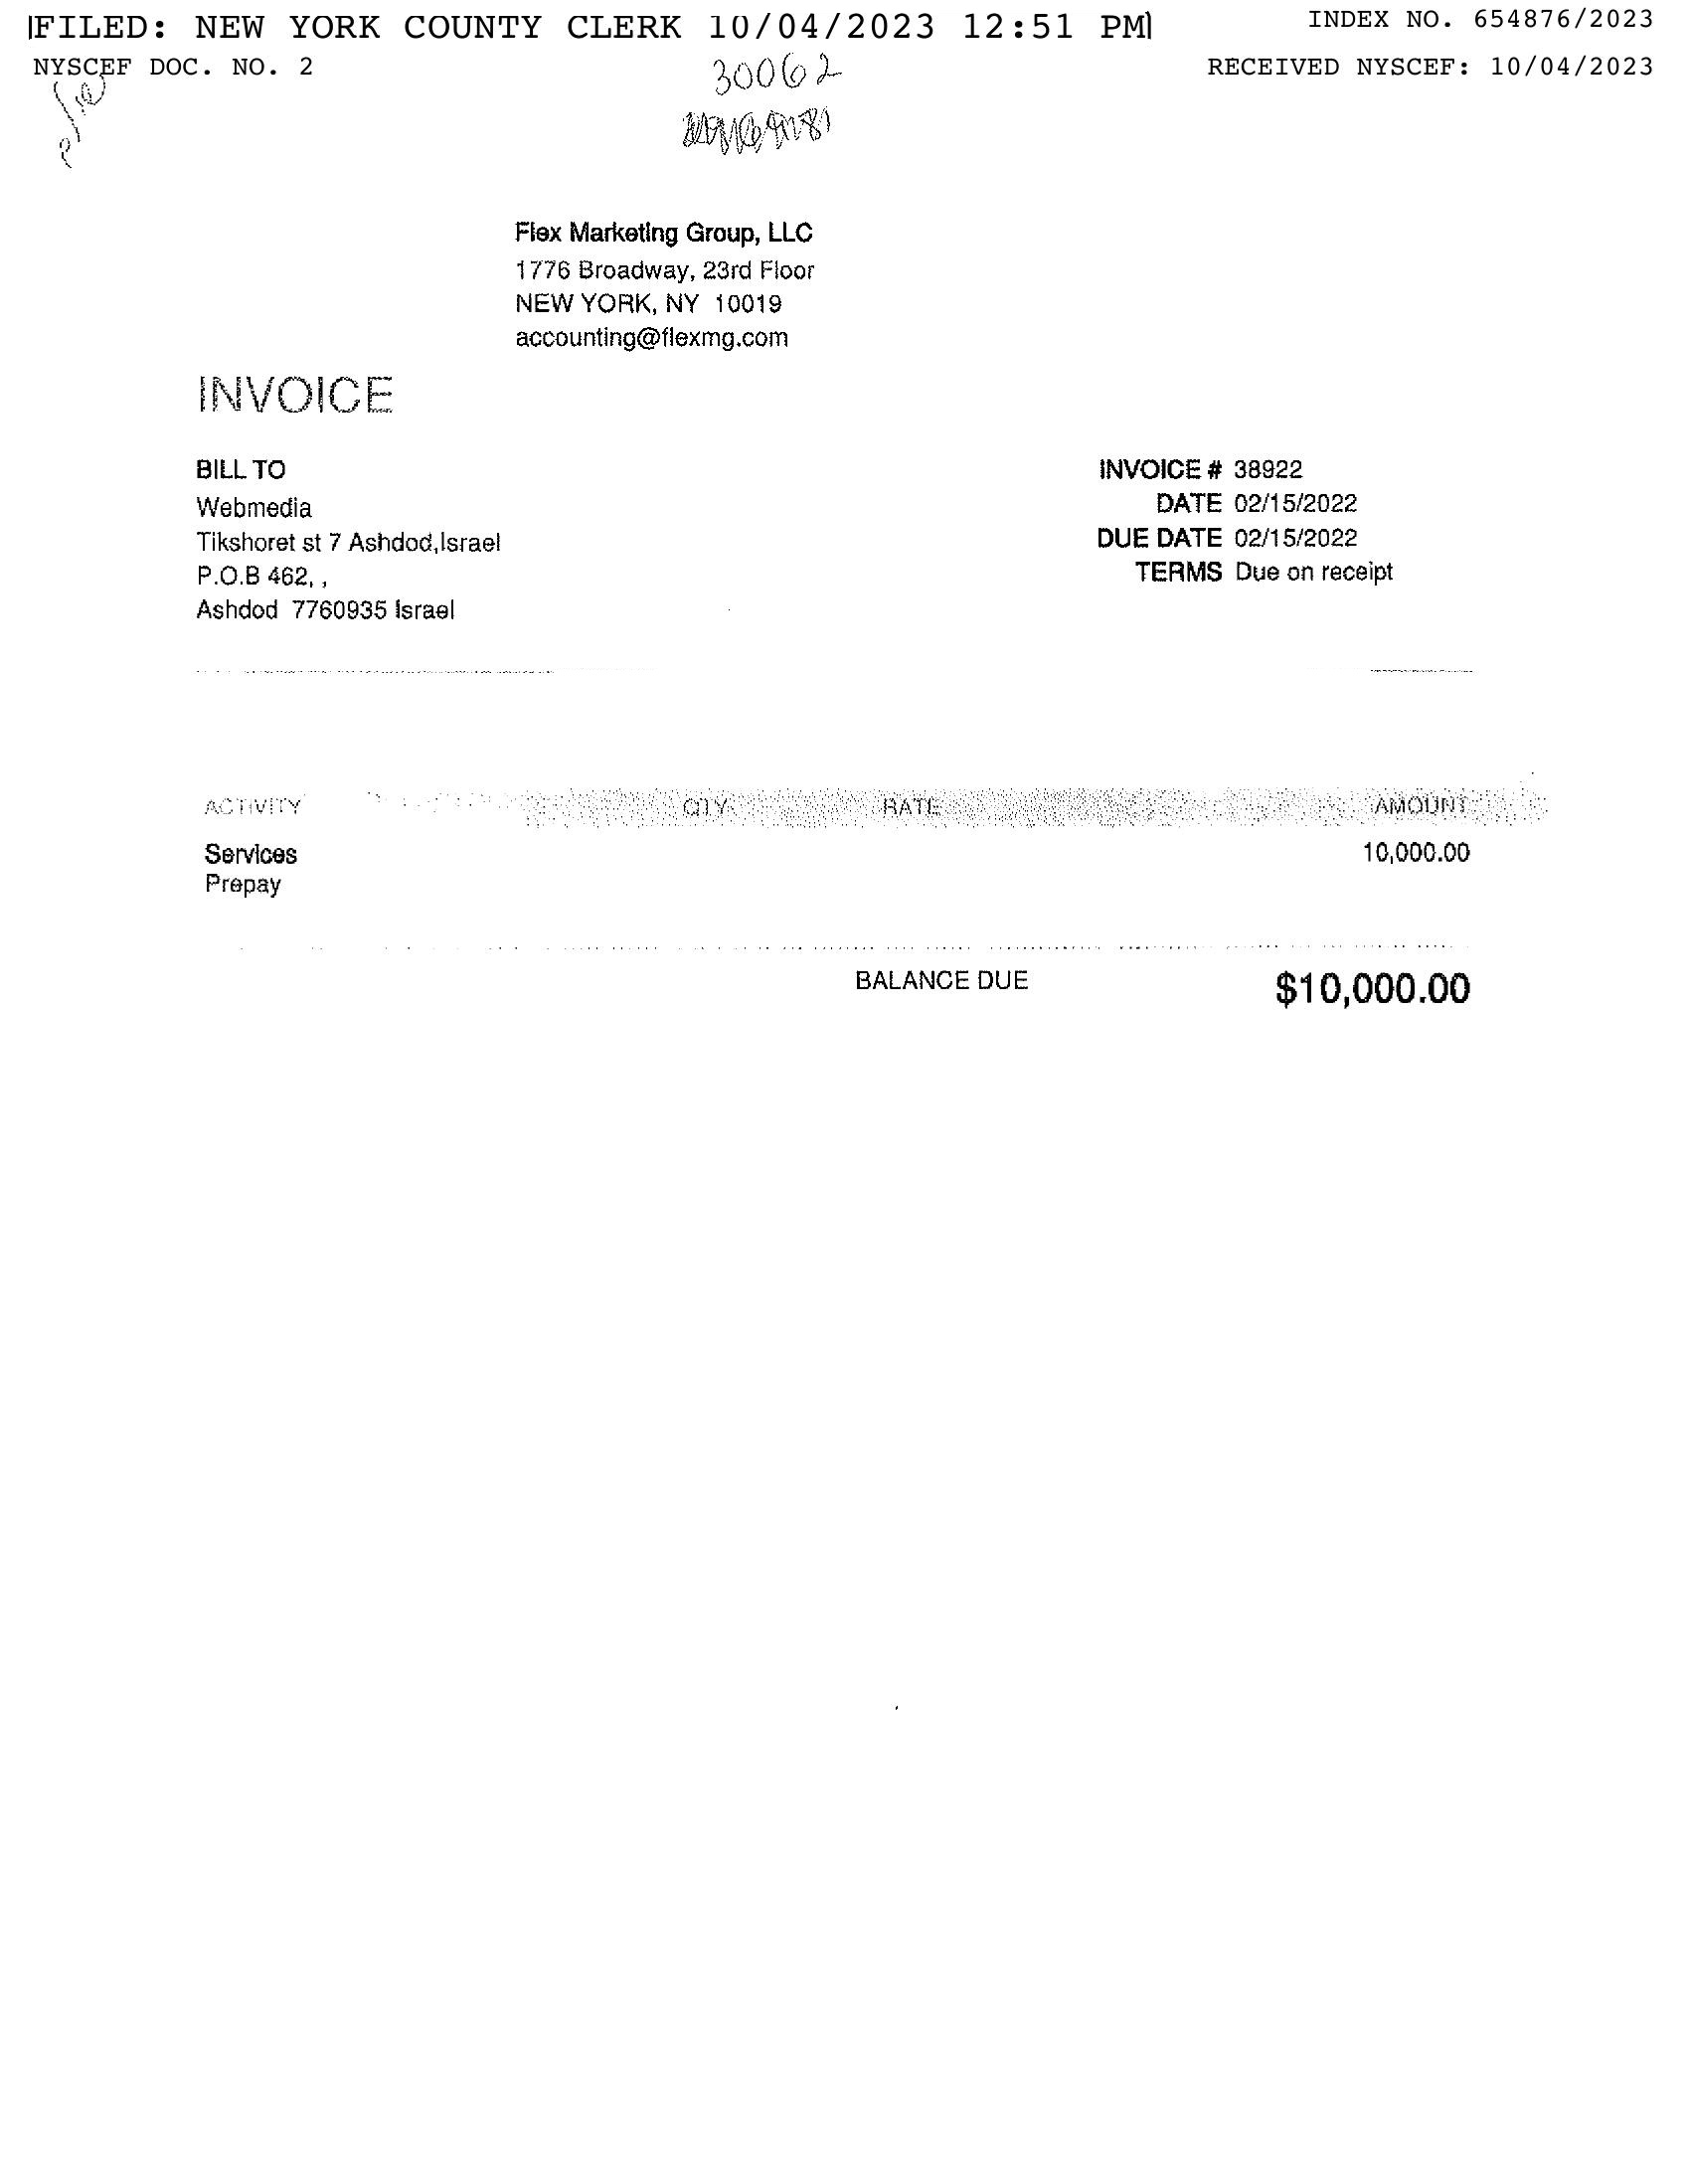 FILED: NEW YORK COUNTY CLERK 10/04/2023 12:51 PM
INDEX NO. 654876/2023
NYSCEF DOC. NO. 2
RECEIVED NYSCEF: 10/04/2023
30062
Flex Marketing Group, LLC
1776 Broadway, 23rd Floor
NEW YORK, NY 10019
accounting@flexmg.com
INVOICE
BILL TO
Webmedia
Tikshoret st 7 Ashdod,Israel
P.O.B 462, ,
Ashdod 7760935 Israel
INVOICE # 38922
DATE 02/15/2022
DUE DATE 02/15/2022
TERMS Due on receipt
ACTIVITY QTY RATE AMOUNT
Services 10,000.00
Prepay
BALANCE DUE $10,000.00